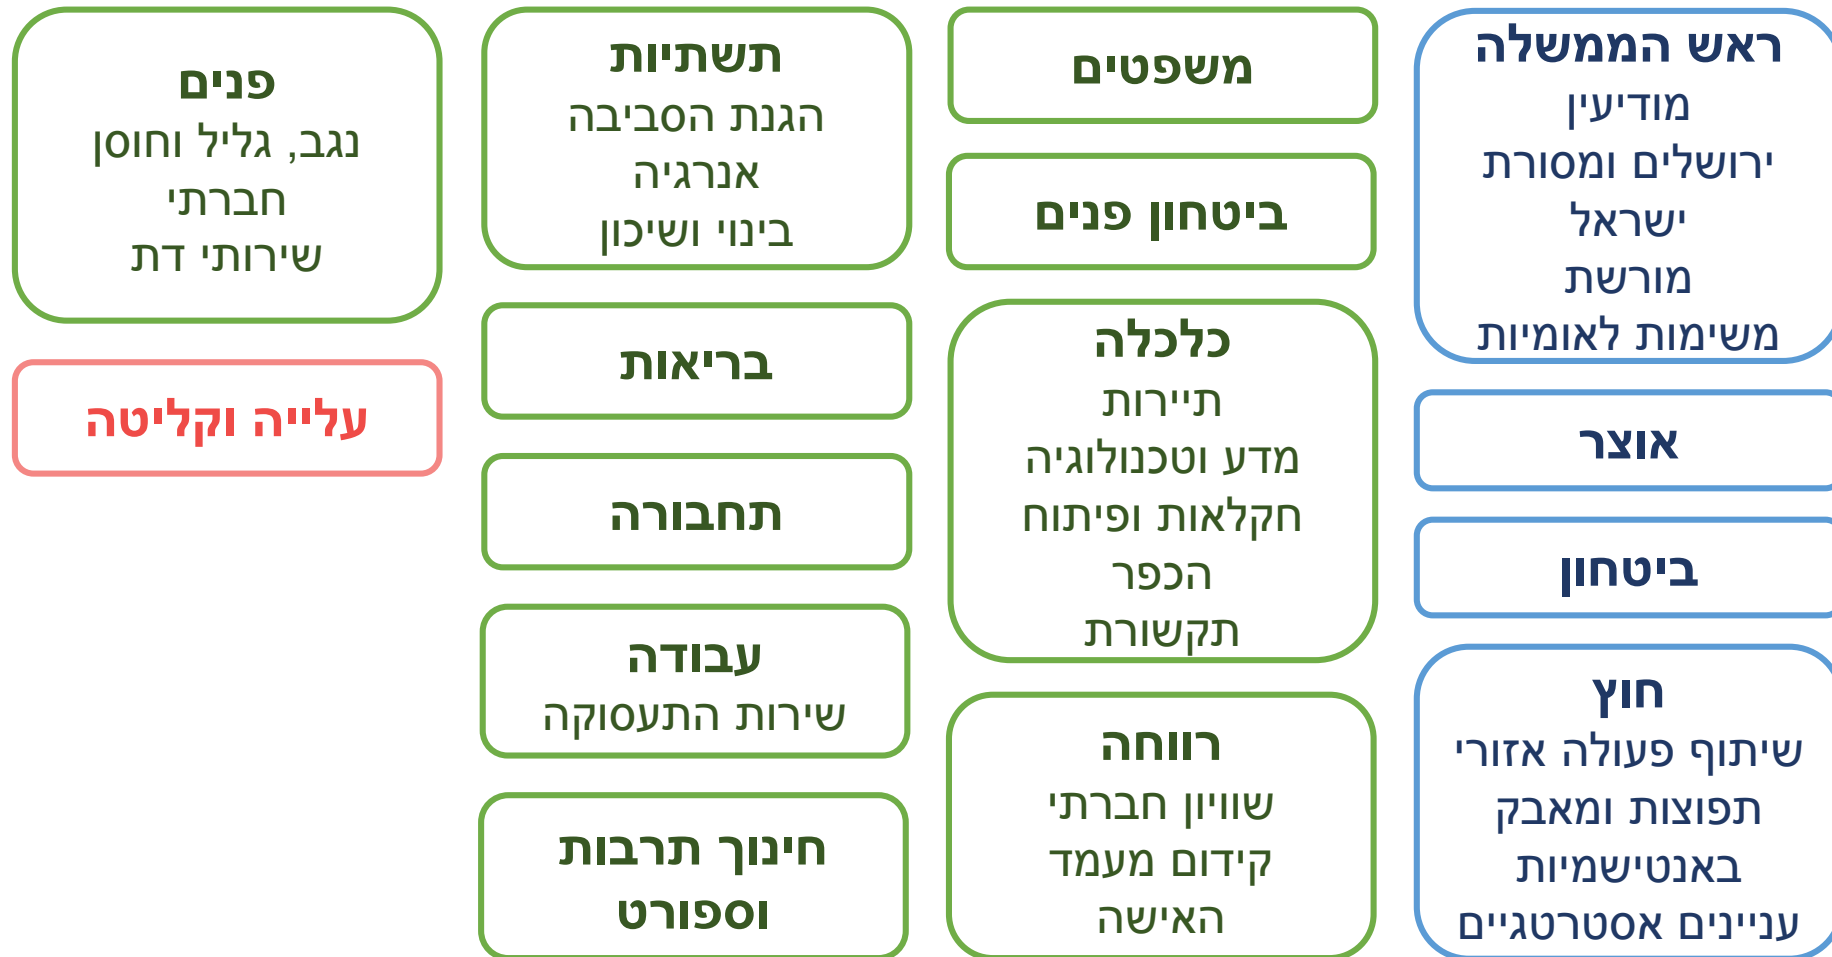 ראש הממשלה
מודיעין
ירושלים ומסורת
ישראל
מורשת
משימות לאומיות
אוצר
ביטחון
חוץ
שיתוף פעולה אזורי
תפוצות ומאבק
באנטישמיות
עניינים אסטרטגיים
משפטים
ביטחון פנים
כלכלה
תיירות
מדע וטכנולוגיה
חקלאות ופיתוח
הכפר
תקשורת
רווחה
שוויון חברתי
קידום מעמד
האישה
תשתיות
הגנת הסביבה
אנרגיה
בינוי ושיכון
בריאות
תחבורה
עבודה
שירות התעסוקה
חינוך תרבות
וספורט
פנים
נגב, גליל וחוסן
חברתי
שירותי דת
עלייה וקליטה